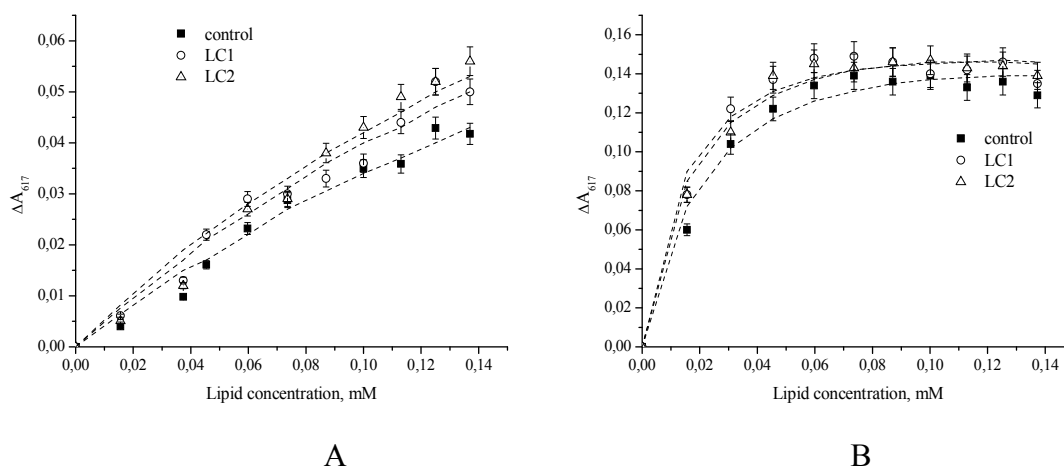 control
LC1
LC2
0,06
0,05
0,04
0,03
0,02
0,01
0,00
ΔA617
0,00 0,02 0,04 0,06 0,08 0,10 0,12 0,14
Lipid concentration, mM
A
0,16
0,14
0,12
0,10
0,08
0,06
0,04
0,02
0,00
ΔA617
control
LC1
LC2
0,00 0,02 0,04 0,06 0,08 0,10 0,12 0,14
Lipid concentration, mM
B